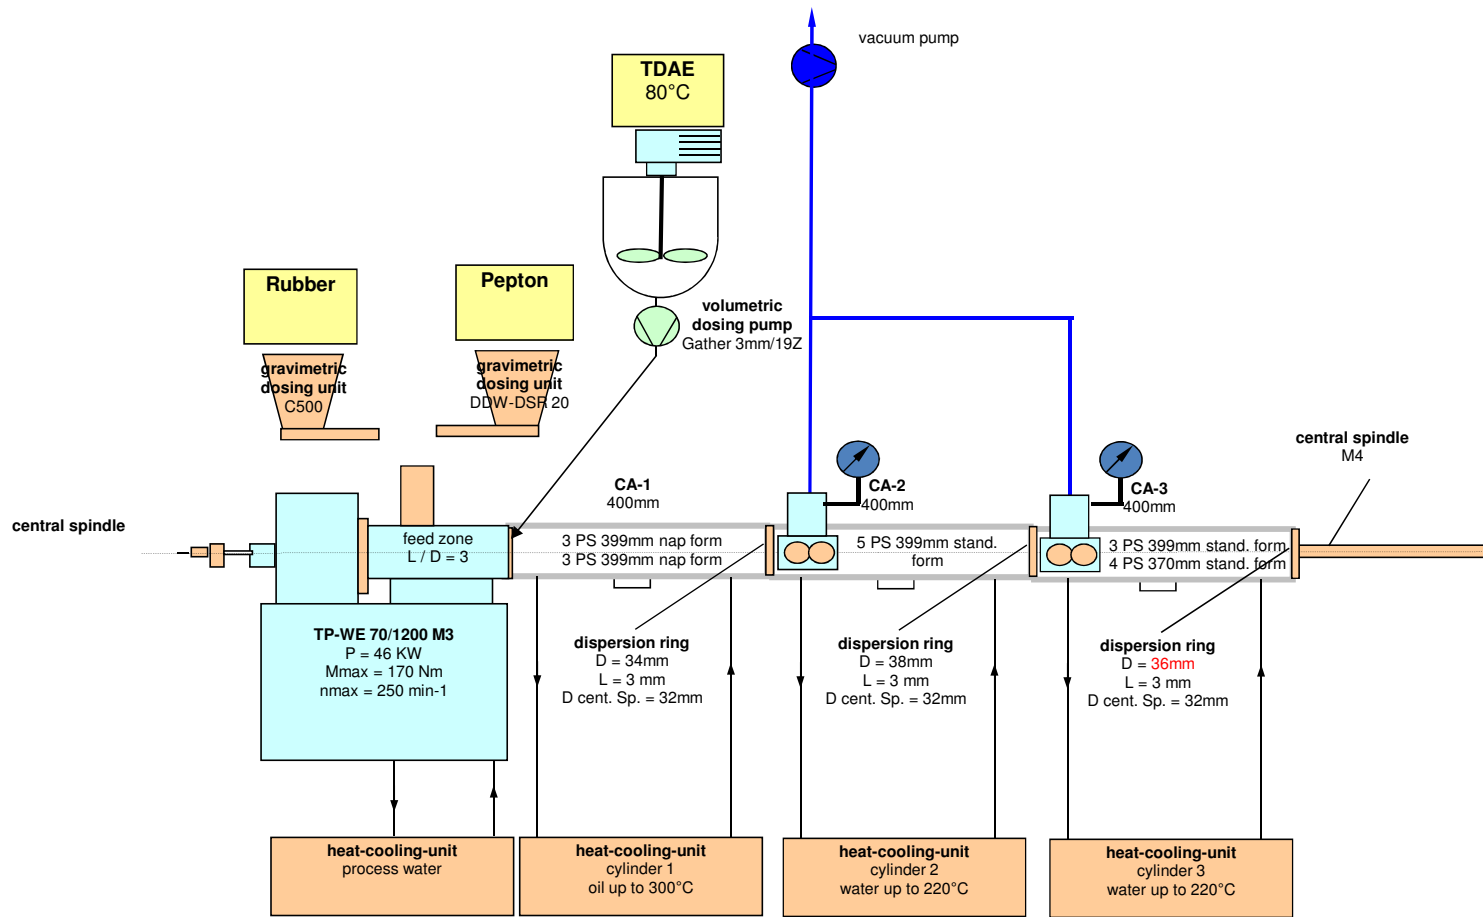 vacuum pump
TDAE
80°C
Rubber
Pepton
volumetric
dosing pump
Gather 3mm/19Z
gravimetric
dosing unit
C500
gravimetric
dosing unit
DDW-DSR 20
central spindle
M4
CA-1
400mm
CA-2
400mm
CA-3
400mm
central spindle
feed zone
L / D = 3
3 PS 399mm nap form
3 PS 399mm nap form
5 PS 399mm stand.
form
3 PS 399mm stand. form
4 PS 370mm stand. form
TP-WE 70/1200 M3
P = 46 KW
Mmax = 170 Nm
nmax = 250 min-1
dispersion ring
D = 34mm
L = 3 mm
D cent. Sp. = 32mm
dispersion ring
D = 38mm
L = 3 mm
D cent. Sp. = 32mm
dispersion ring
D = 36mm
L = 3 mm
D cent. Sp. = 32mm
heat-cooling-unit
process water
heat-cooling-unit
cylinder 1
oil up to 300°C
heat-cooling-unit
cylinder 2
water up to 220°C
heat-cooling-unit
cylinder 3
water up to 220°C